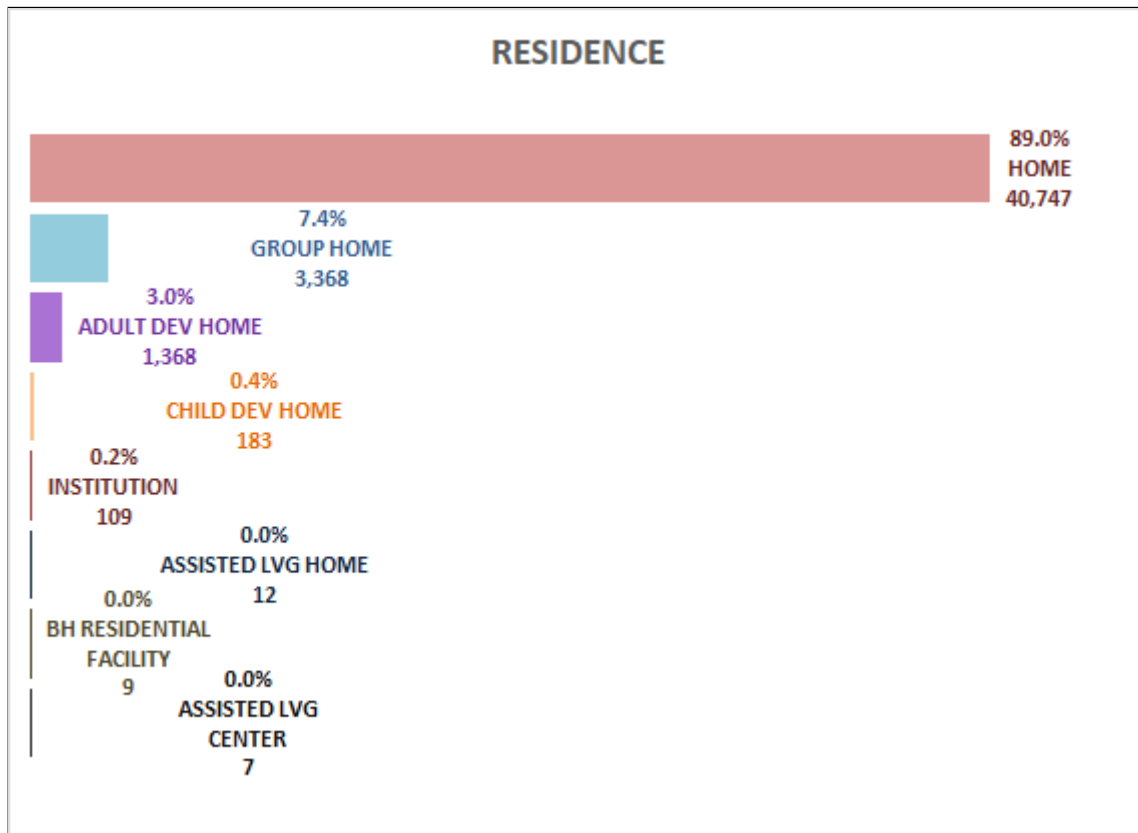 RESIDENCE
89.0%
HOME
40,747
7.4%
GROUP HOME
3,368
3.0%
ADULT DEV HOME
1,368
0.4%
CHILD DEV HOME
183
0.2%
INSTITUTION
109
0.0%
ASSISTED LVG HOME
12
0.0%
BH RESIDENTIAL
FACILITY
9
0.0%
ASSISTED LVG
CENTER
7